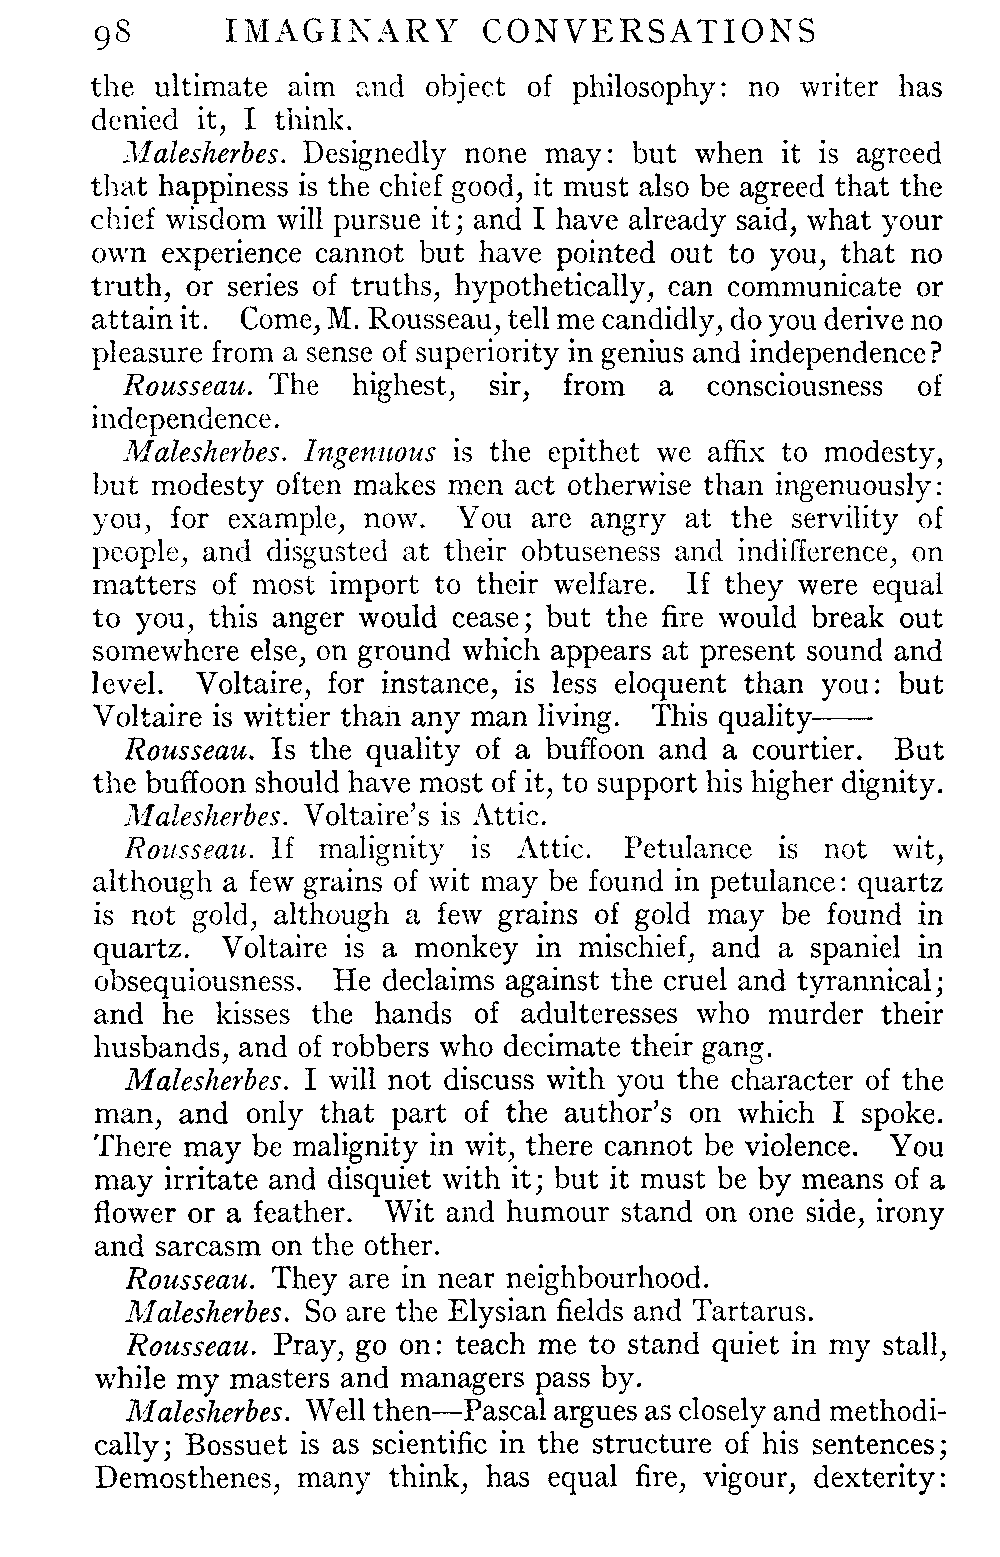 98 IMAGINARY CONVERSATIONS
the ultimate aim and object of philosophy: no writer has
denied it, I think.
Malesherbes. Designedly none may: but when it is agreed
that happiness is the chief good, it must also be agreed that the
chief wisdom will pursue it; and I have already said, what your
own experience cannot but have pointed out to you, that no
truth, or series of truths, hypothetically, can communicate or
attain it. Come, M. Rousseau, tell me candidly, do you derive no
pleasure from a sense of superiority in genius and independence?
Rousseau. The highest, sir, from a consciousness of
independence.
Malesherbes. Ingenuous is the epithet we affix to modesty,
but modesty often makes men act otherwise than ingenuously:
you, for example, now. You are angry at the servility of
people, and disgusted at their obtuseness and indifference, on
matters of most import to their welfare. If they were equal
to you, this anger would cease; but the fire would break out
somewhere else, on ground which appears at present sound and
level. Voltaire, for instance, is less eloquent than you: but
Voltaire is wittier than any man living. This quality——
Rousseau. Is the quality of a buffoon and a courtier. But
the buffoon should have most of it, to support his higher dignity.
Malesherbes. Voltaire's is Attic.
Rousseau. If malignity is Attic. Petulance is not wit,
although a few grains of wit may be found in petulance: quartz
is not gold, although a few grains of gold may be found in
quartz. Voltaire is a monkey in mischief, and a spaniel in
obsequiousness. He declaims against the cruel and tyrannical;
and he kisses the hands of adulteresses who murder their
husbands, and of robbers who decimate their gang.
Malesherbes. I will not discuss with you the character of the
man, and only that part of the author's on which I spoke.
There may be malignity in wit, there cannot be violence. You
may irritate and disquiet with it; but it must be by means of a
flower or a feather. Wit and humour stand on one side, irony
and sarcasm on the other.
Rousseau. They are in near neighbourhood.
Malesherbes. So are the Elysian fields and Tartarus.
Rousseau. Pray, go on: teach me to stand quiet in my stall,
while my masters and managers pass by.
Malesherbes. Well then—Pascal argues as closely and methodi-
cally; Bossuet is as scientific in the structure of his sentences;
Demosthenes, many think, has equal fire, vigour, dexterity: